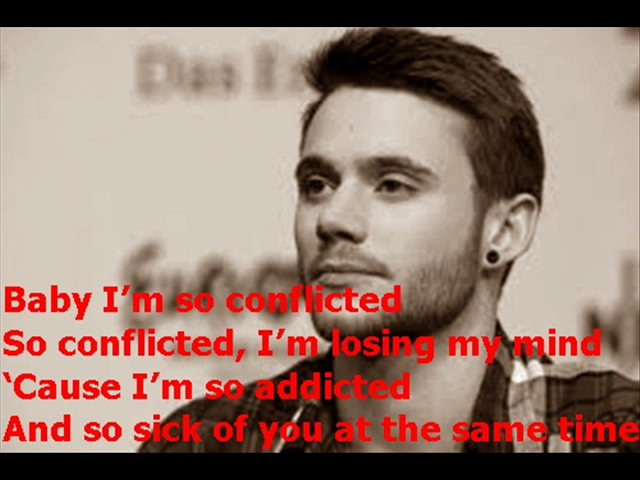 Das E
Baby I’m so conflicted
So conflicted, I’m losing my mind
‘Cause I’m so addicted
And so sick of you at the same time